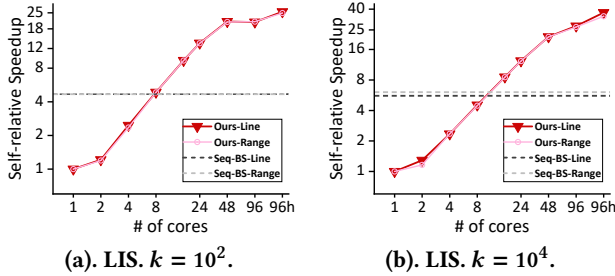 Self-relative Speedup
25
18
12
8
4
2
1
Ours-Line
Ours-Range
Seq-BS-Line
Seq-BS-Range
1 2 4 8 24 48 96 96h
# of cores
(a). LIS. k = 10².
Self-relative Speedup
40
16
8
4
2
1
Ours-Line
Ours-Range
Seq-BS-Line
Seq-BS-Range
1 2 4 8 24 48 96 96h
# of cores
(b). LIS. k = 10⁴.